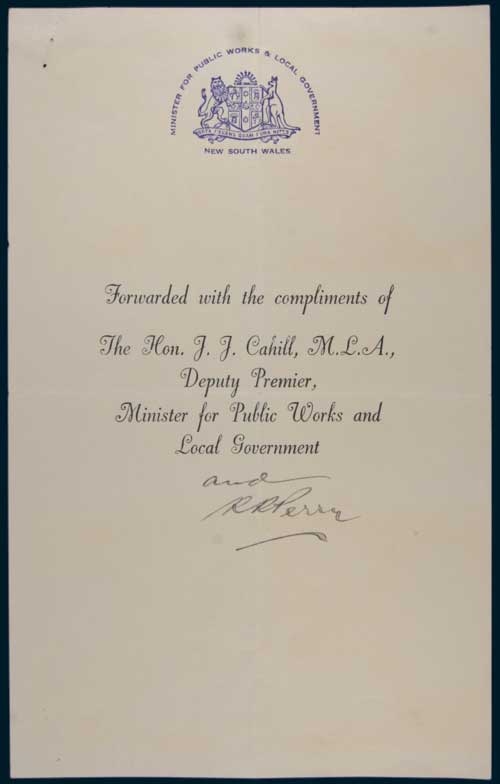 MINISTER FOR PUBLIC WORKS & LOCAL GOVERNMENT
NEW SOUTH WALES
Forwarded with the compliments of
The Hon. J. J. Cahill, M.L.A.,
Deputy Premier,
Minister for Public Works and
Local Government
and
R R Perry